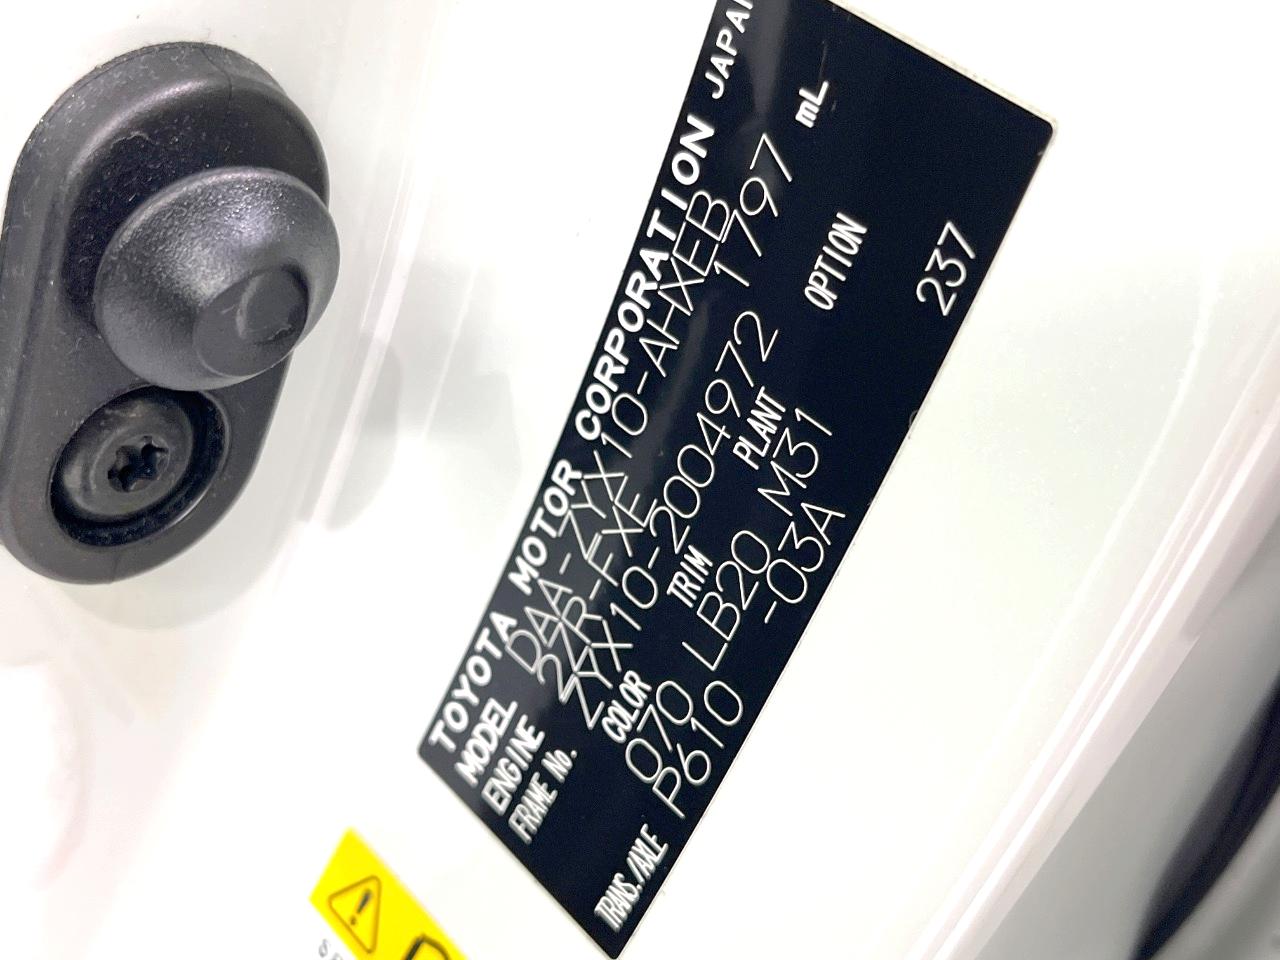 TOYOTA MOTOR CORPORATION JAPAN
MODEL DAA-ZYX10-AHXEB
ENGINE 2ZR-FXE 1797 mL
FRAME No. ZYX10-2004972
COLOR TRIM PLANT OPTION
070 LB20 M31 237
TRANS./AXLE P610 -03A